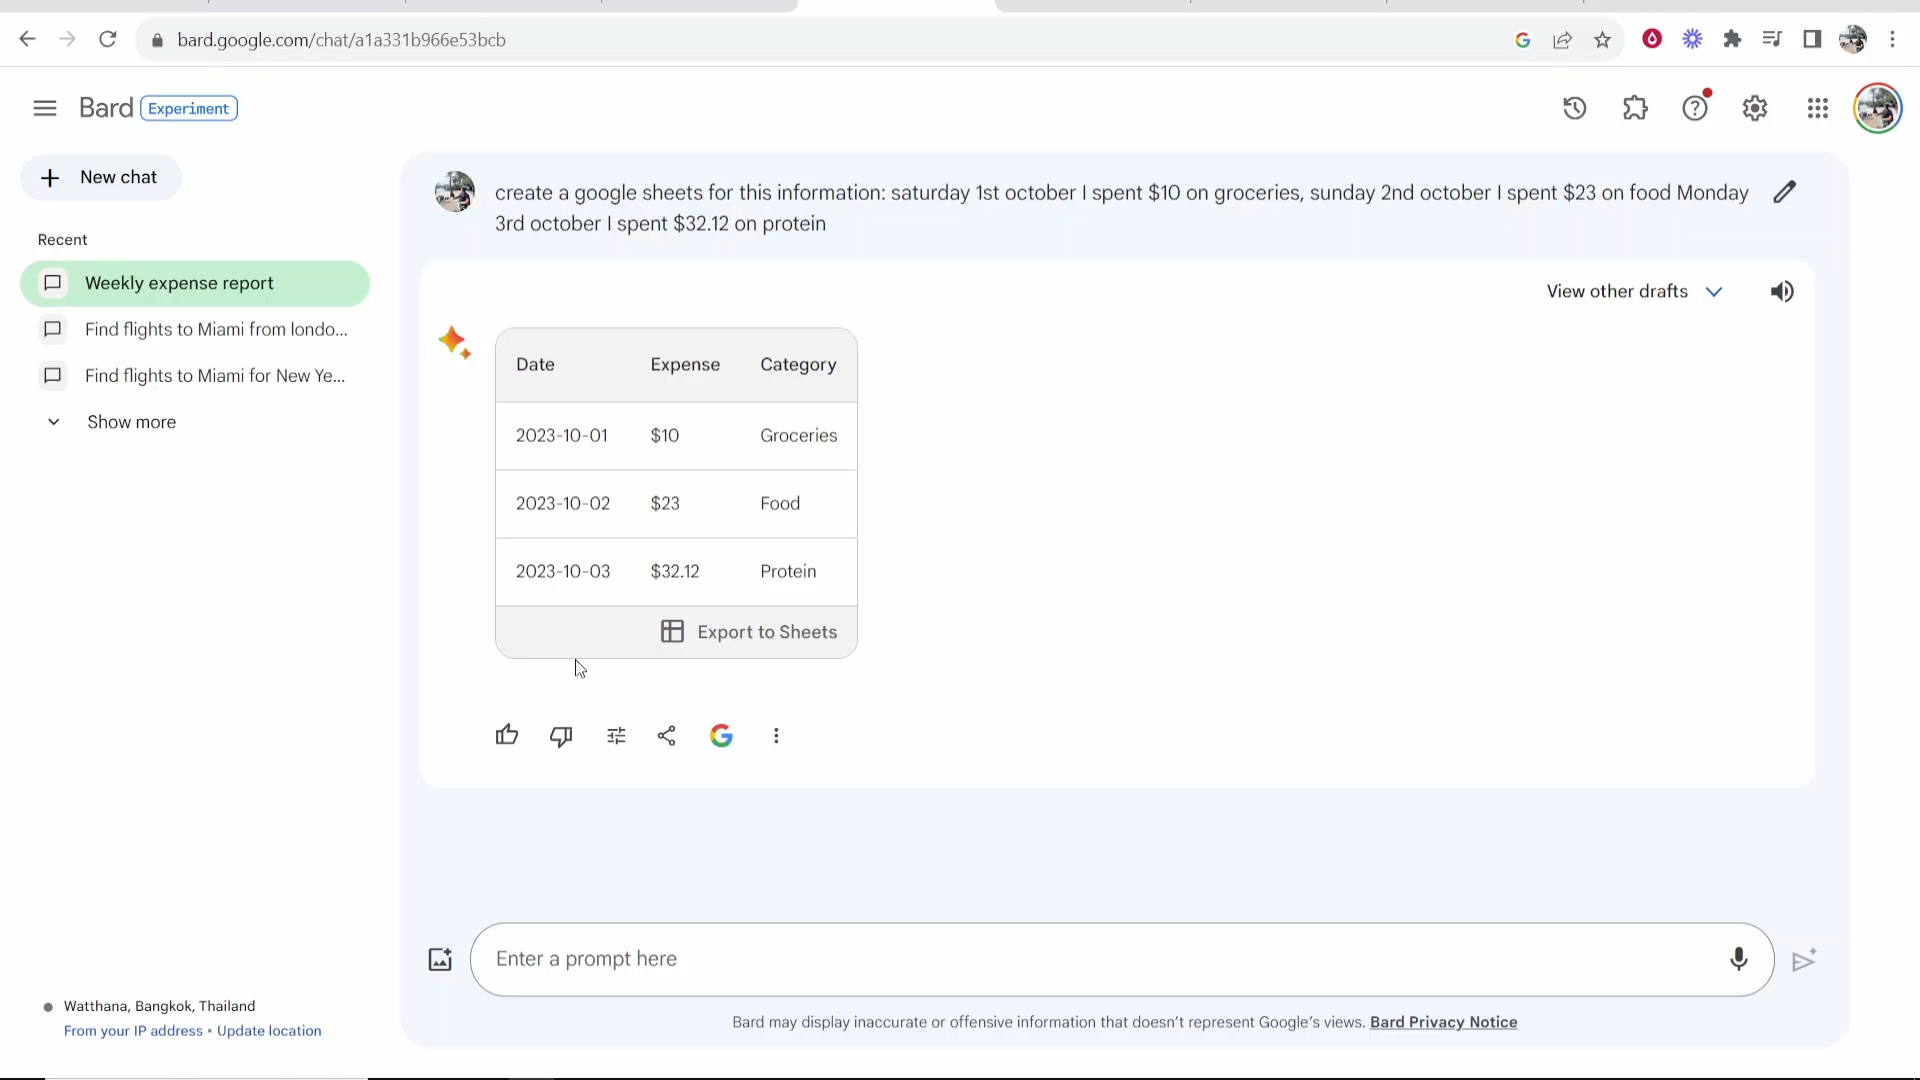 bard.google.com/chat/a1a331b966e53bcb
Bard Experiment
New chat
Recent
Weekly expense report
Find flights to Miami from londo...
Find flights to Miami for New Ye...
Show more
create a google sheets for this information: saturday 1st october I spent $10 on groceries, sunday 2nd october I spent $23 on food Monday
3rd october I spent $32.12 on protein
View other drafts
Date Expense Category
2023-10-01 $10 Groceries
2023-10-02 $23 Food
2023-10-03 $32.12 Protein
Export to Sheets
Enter a prompt here
Watthana, Bangkok, Thailand
From your IP address • Update location
Bard may display inaccurate or offensive information that doesn't represent Google's views. Bard Privacy Notice